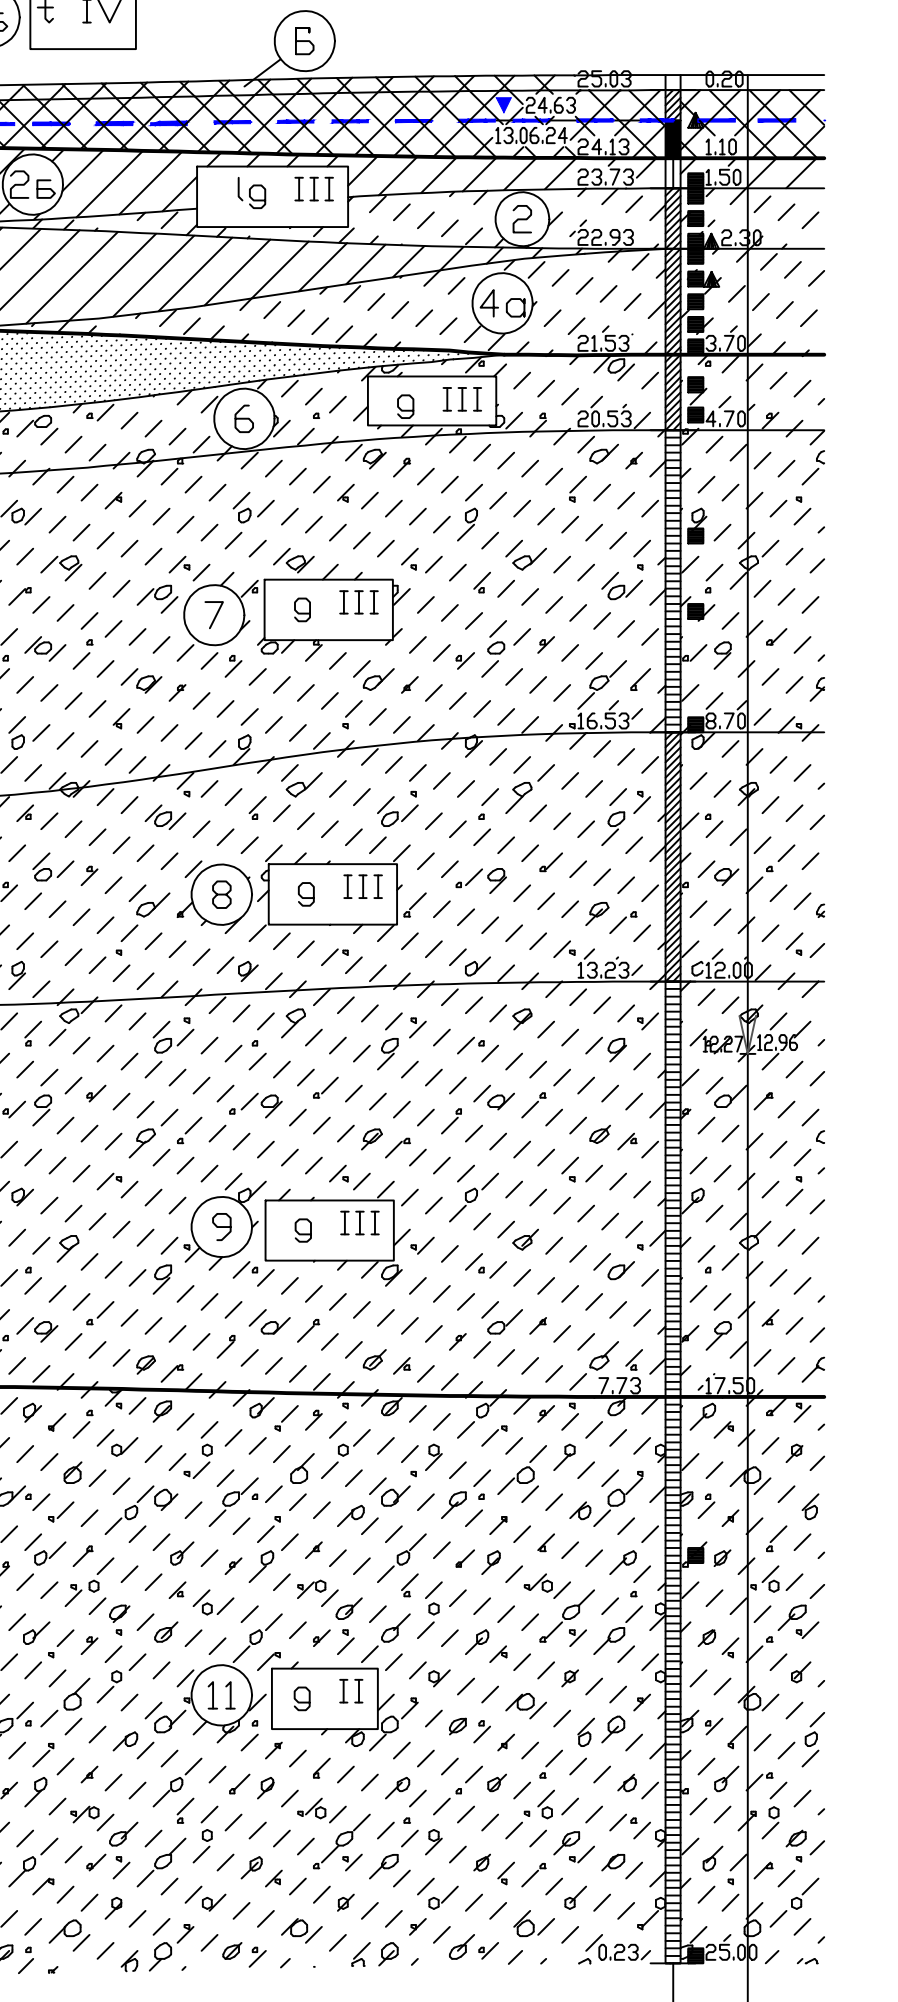 t IV
Б
25.03 0.20
24.63
13.06.24
24.13 1.10
2Б
lg III
23.73 1.50
2
22.93 2.30
4а
21.53 3.70
g III
6
20.53 4.70
7
g III
16.53 8.70
8
g III
13.23 12.00
12.27 12.96
9
g III
7.73 17.50
11
g II
0.23 25.00